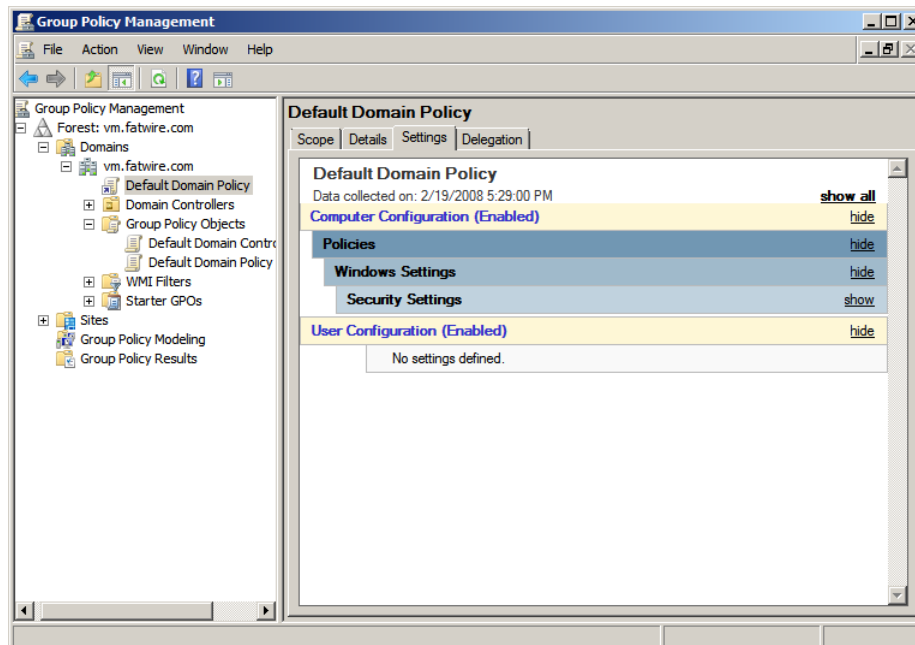 Group Policy Management
File Action View Window Help
Group Policy Management
Forest: vm.fatwire.com
Domains
vm.fatwire.com
Default Domain Policy
Domain Controllers
Group Policy Objects
Default Domain Contr
Default Domain Policy
WMI Filters
Starter GPOs
Sites
Group Policy Modeling
Group Policy Results
Default Domain Policy
Scope Details Settings Delegation
Default Domain Policy
Data collected on: 2/19/2008 5:29:00 PM show all
Computer Configuration (Enabled) hide
Policies hide
Windows Settings hide
Security Settings show
User Configuration (Enabled) hide
No settings defined.